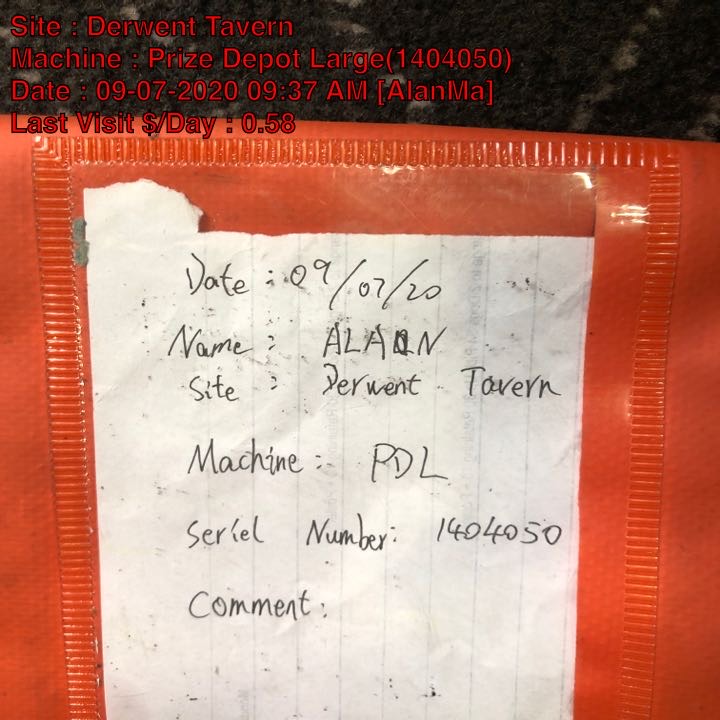 Site : Derwent Tavern
Machine : Prize Depot Large(1404050)
Date : 09-07-2020 09:37 AM [AlanMa]
Last Visit $/Day : 0.58
Date : 09/07/20
Name : ALAN
Site : Derwent Tavern
Machine : PDL
Seriel Number: 1404050
Comment :